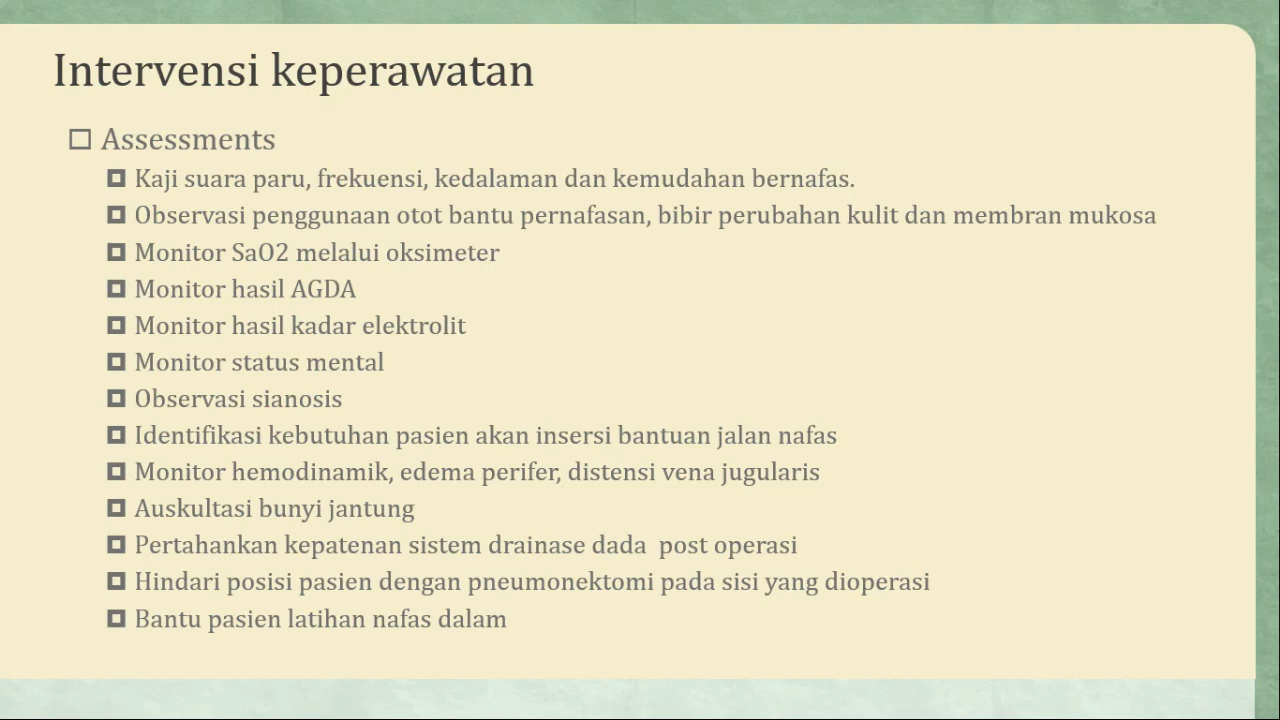 Intervensi keperawatan
Assessments
Kaji suara paru, frekuensi, kedalaman dan kemudahan bernafas.
Observasi penggunaan otot bantu pernafasan, bibir perubahan kulit dan membran mukosa
Monitor SaO2 melalui oksimeter
Monitor hasil AGDA
Monitor hasil kadar elektrolit
Monitor status mental
Observasi sianosis
Identifikasi kebutuhan pasien akan insersi bantuan jalan nafas
Monitor hemodinamik, edema perifer, distensi vena jugularis
Auskultasi bunyi jantung
Pertahankan kepatenan sistem drainase dada  post operasi
Hindari posisi pasien dengan pneumonektomi pada sisi yang dioperasi
Bantu pasien latihan nafas dalam